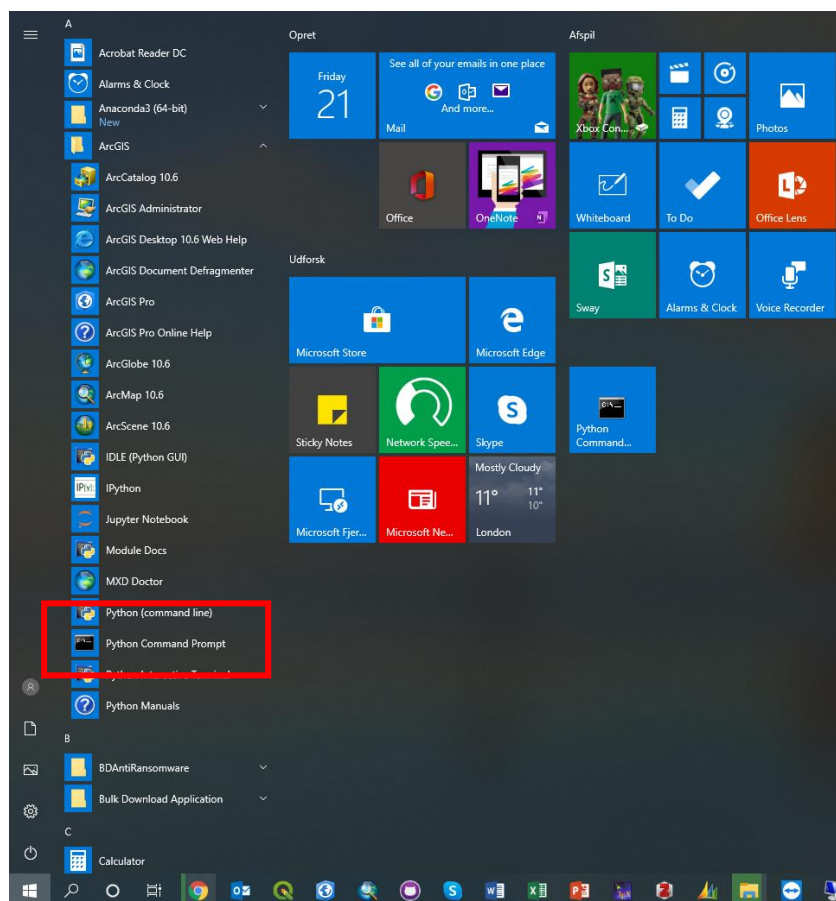 A
Acrobat Reader DC
Alarms & Clock
Anaconda3 (64-bit)
New
ArcGIS
ArcCatalog 10.6
ArcGIS Administrator
ArcGIS Desktop 10.6 Web Help
ArcGIS Document Defragmenter
ArcGIS Pro
ArcGIS Pro Online Help
ArcGlobe 10.6
ArcMap 10.6
ArcScene 10.6
IDLE (Python GUI)
IP[y]:
IPython
Jupyter Notebook
Module Docs
MXD Doctor
Python (command line)
Python Command Prompt
Python Interactive Terminal
Python Manuals
B
BDAntiRansomware
Bulk Download Application
C
Calculator
Opret
Friday
21
See all of your emails in one place
And more...
Mail
Office
OneNote
Udforsk
Microsoft Store
Microsoft Edge
Sticky Notes
Network Spee...
Skype
Microsoft Fjer...
Microsoft Ne...
Mostly Cloudy
11° 11°
10°
London
Afspil
Xbox Con...
Photos
Whiteboard
To Do
Office Lens
Sway
Alarms & Clock
Voice Recorder
Python
Command...